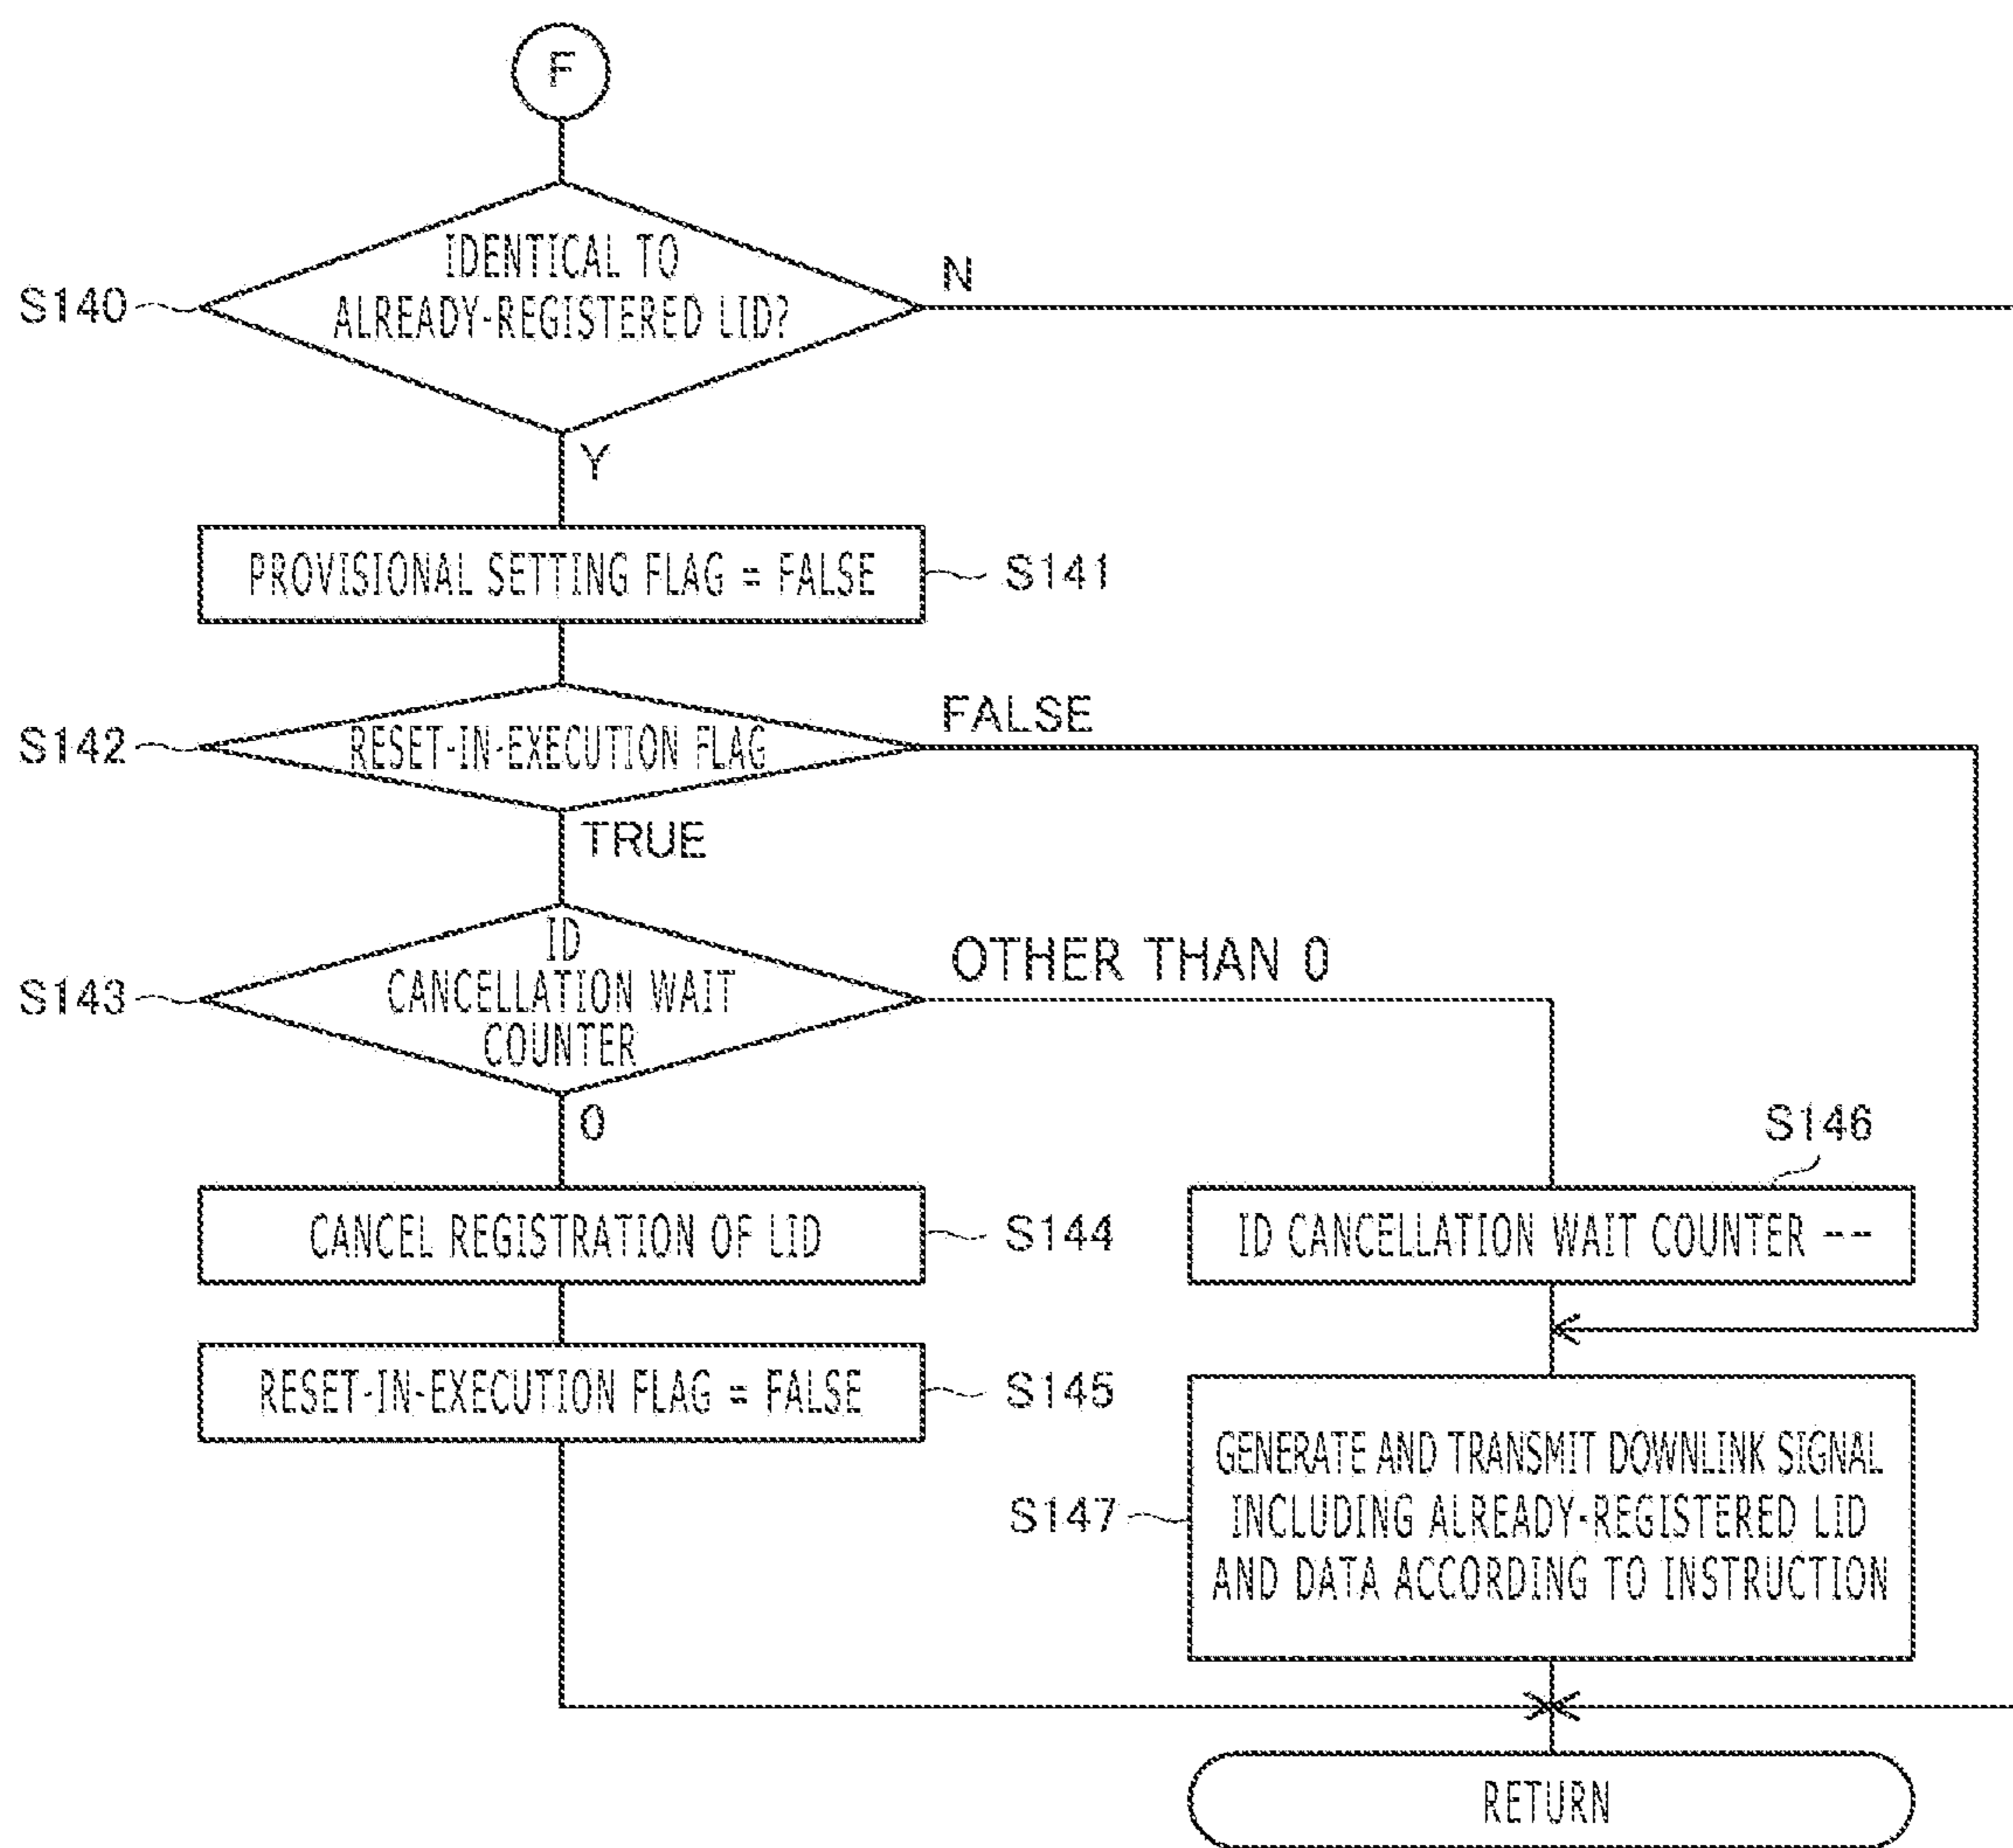 F
IDENTICAL TO
ALREADY-REGISTERED LID?
S140
N
Y
PROVISIONAL SETTING FLAG = FALSE
S141
S142
RESET-IN-EXECUTION FLAG
FALSE
TRUE
S143
ID
CANCELLATION WAIT
COUNTER
OTHER THAN 0
0
S146
CANCEL REGISTRATION OF LID
S144
ID CANCELLATION WAIT COUNTER --
RESET-IN-EXECUTION FLAG = FALSE
S145
S147
GENERATE AND TRANSMIT DOWNLINK SIGNAL
INCLUDING ALREADY-REGISTERED LID
AND DATA ACCORDING TO INSTRUCTION
RETURN